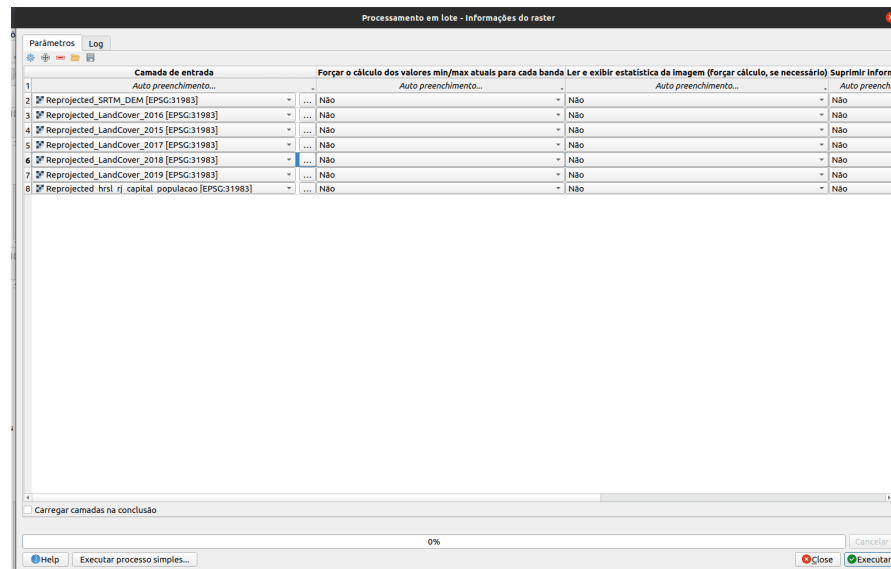 Processamento em lote - Informações do raster
Parâmetros Log
Camada de entrada Forçar o cálculo dos valores min/max atuais para cada banda Ler e exibir estatística da imagem (forçar cálculo, se necessário) Suprimir inform
1 Auto preenchimento... Auto preenchimento... Auto preenchimento... Auto preench
2 Reprojected_SRTM_DEM [EPSG:31983] ... Não Não Não
3 Reprojected_LandCover_2016 [EPSG:31983] ... Não Não Não
4 Reprojected_LandCover_2015 [EPSG:31983] ... Não Não Não
5 Reprojected_LandCover_2017 [EPSG:31983] ... Não Não Não
6 Reprojected_LandCover_2018 [EPSG:31983] ... Não Não Não
7 Reprojected_LandCover_2019 [EPSG:31983] ... Não Não Não
8 Reprojected_hrsl_rj_capital_populacao [EPSG:31983] ... Não Não Não
Carregar camadas na conclusão
0% Cancelar
Help Executar processo simples... Close Executar